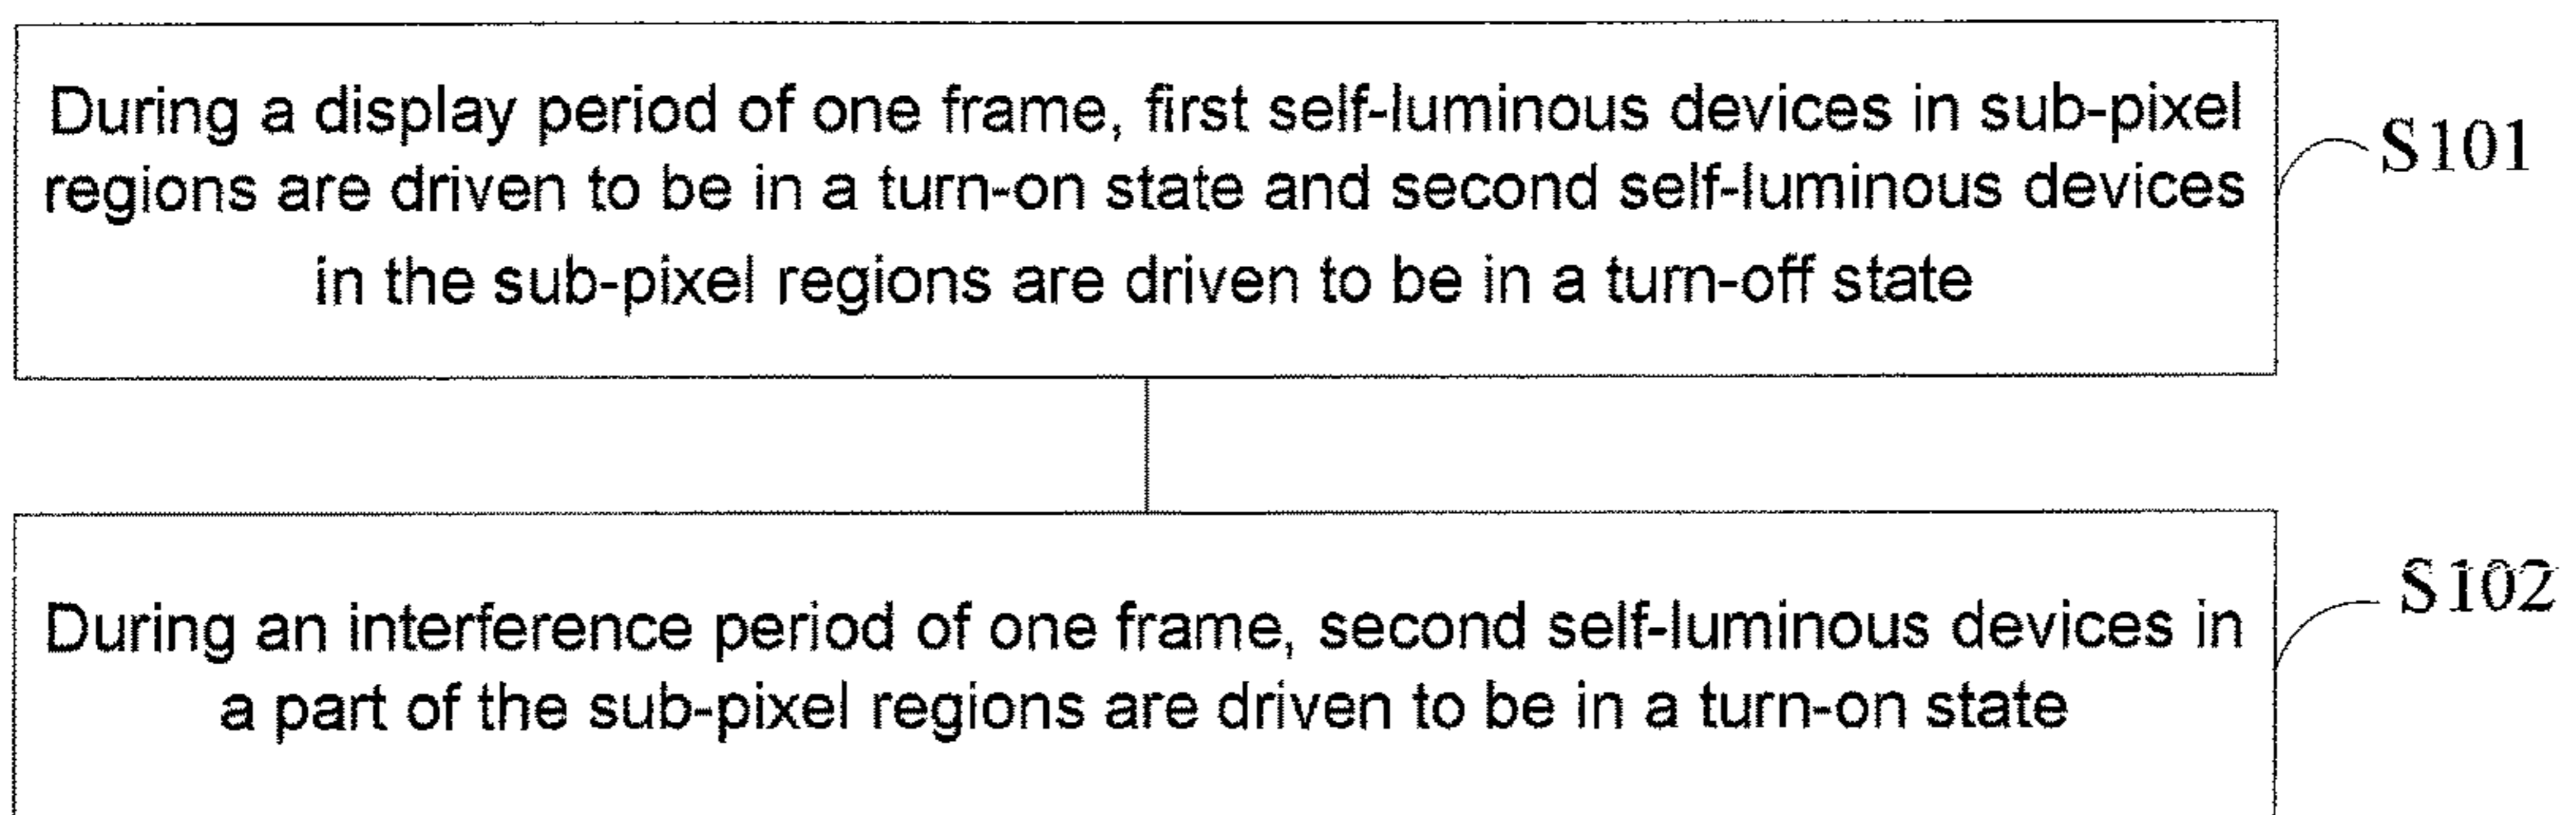 During a display period of one frame, first self-luminous devices in sub-pixel
regions are driven to be in a turn-on state and second self-luminous devices
in the sub-pixel regions are driven to be in a turn-off state
S101
During an interference period of one frame, second self-luminous devices in
a part of the sub-pixel regions are driven to be in a turn-on state
S102